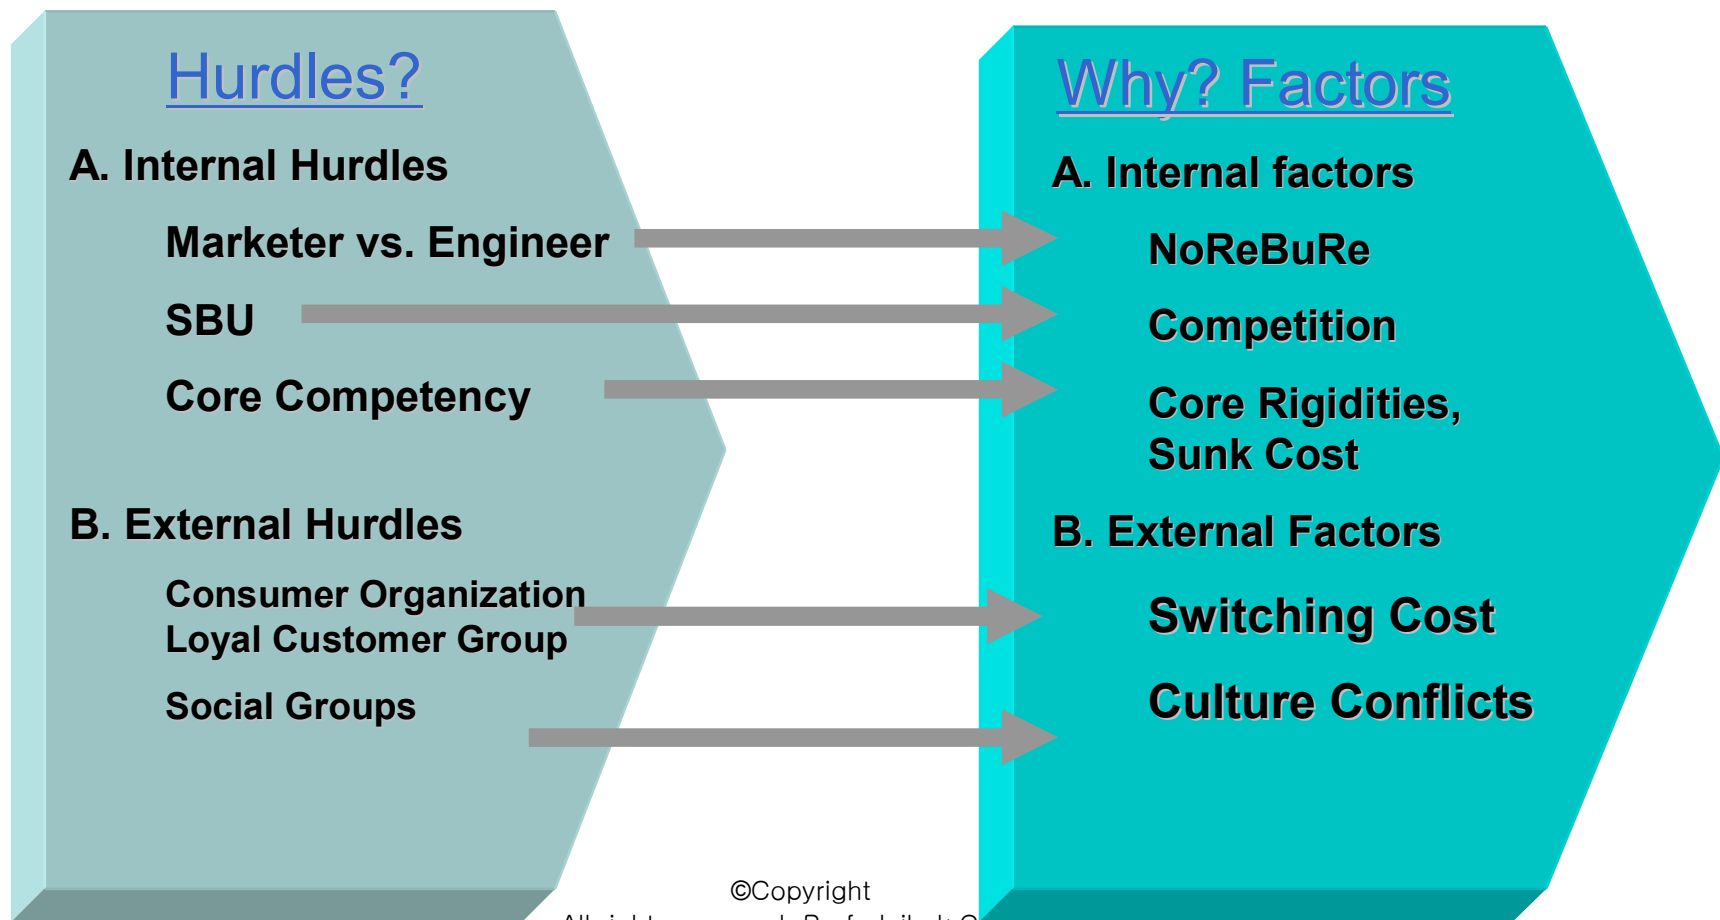 Hurdles?
A. Internal Hurdles
Marketer vs. Engineer
SBU
Core Competency
B. External Hurdles
Consumer Organization
Loyal Customer Group
Social Groups
Why? Factors
A. Internal factors
NoReBuRe
Competition
Core Rigidities,
Sunk Cost
B. External Factors
Switching Cost
Culture Conflicts
©Copyright